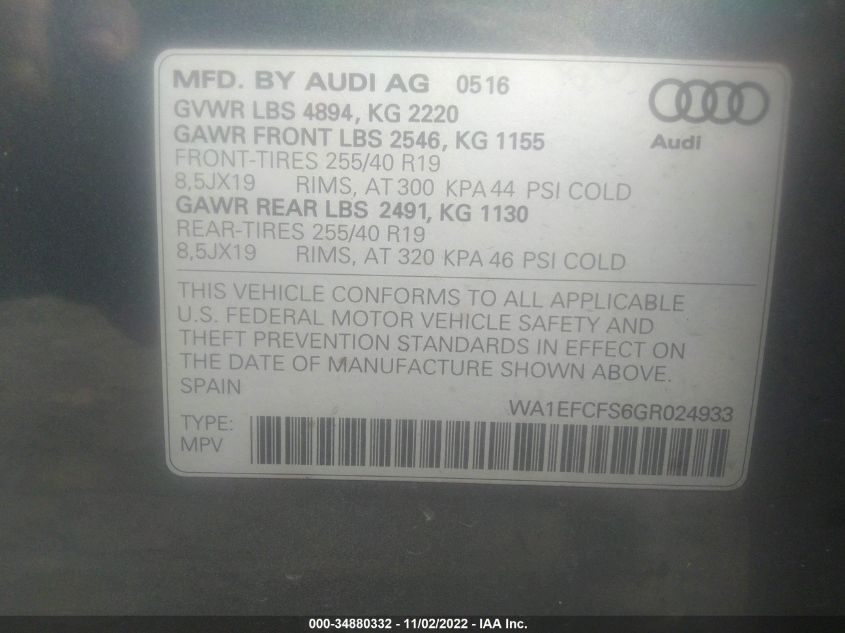 MFD. BY AUDI AG 0516
GVWR LBS 4894, KG 2220
GAWR FRONT LBS 2546, KG 1155
FRONT-TIRES 255/40 R19
8,5JX19 RIMS, AT 300 KPA 44 PSI COLD
GAWR REAR LBS 2491, KG 1130
REAR-TIRES 255/40 R19
8,5JX19 RIMS, AT 320 KPA 46 PSI COLD
Audi
THIS VEHICLE CONFORMS TO ALL APPLICABLE
U.S. FEDERAL MOTOR VEHICLE SAFETY AND
THEFT PREVENTION STANDARDS IN EFFECT ON
THE DATE OF MANUFACTURE SHOWN ABOVE.
SPAIN
WA1EFCFS6GR024933
TYPE:
MPV
000-34880332 - 11/02/2022 - IAA Inc.